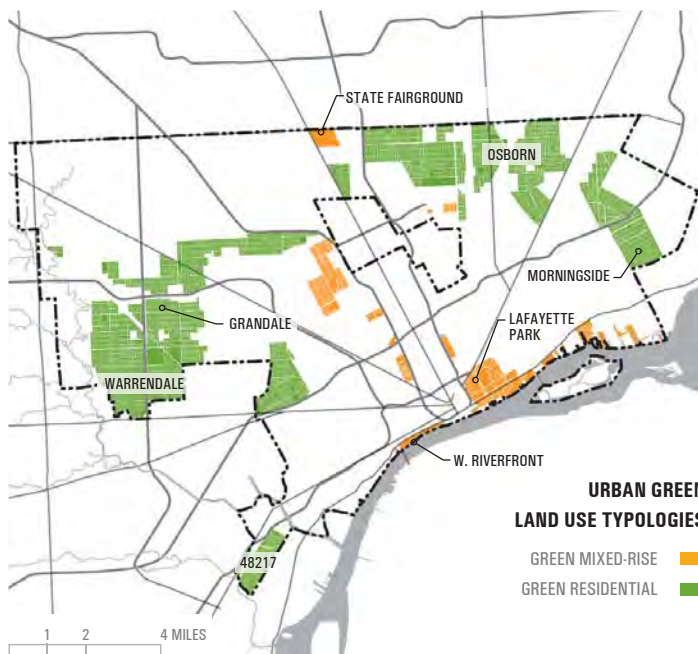 STATE FAIRGROUND
OSBORN
MORNINGSIDE
GRANDALE
LAFAYETTE
PARK
WARRENDALE
W. RIVERFRONT
URBAN GREEN
LAND USE TYPOLOGIES
GREEN MIXED-RISE
48217
GREEN RESIDENTIAL
1 2 4 MILES